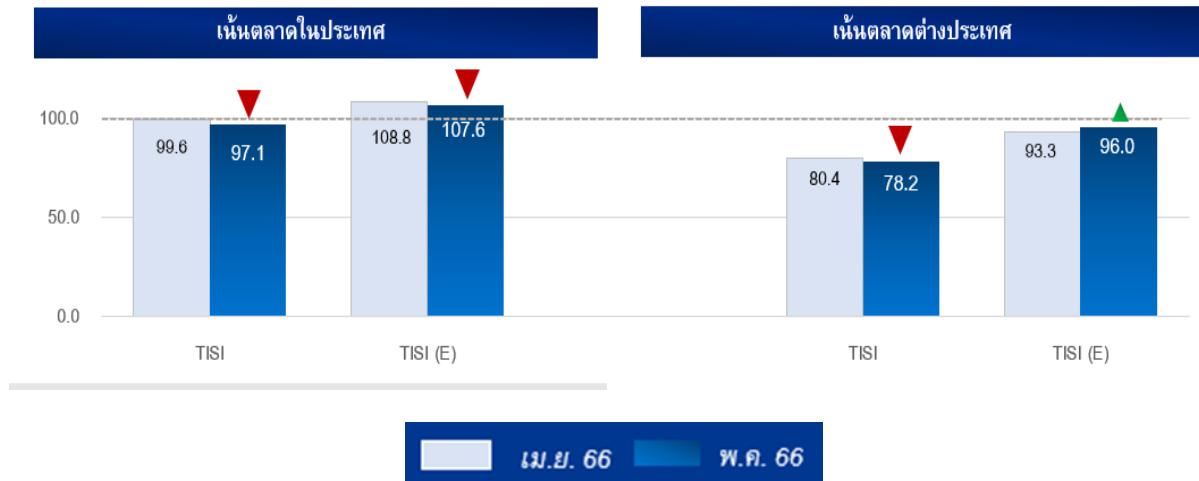 เน้นตลาดในประเทศ
เน้นตลาดต่างประเทศ
100.0
50.0
0.0
99.6
97.1
108.8
107.6
80.4
78.2
93.3
96.0
TISI
TISI (E)
TISI
TISI (E)
เม.ย. 66
พ.ค. 66